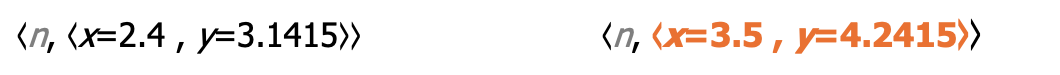 ⟨n, ⟨x=2.4 , y=3.1415⟩⟩ ⟨n, ⟨x=3.5 , y=4.2415⟩⟩